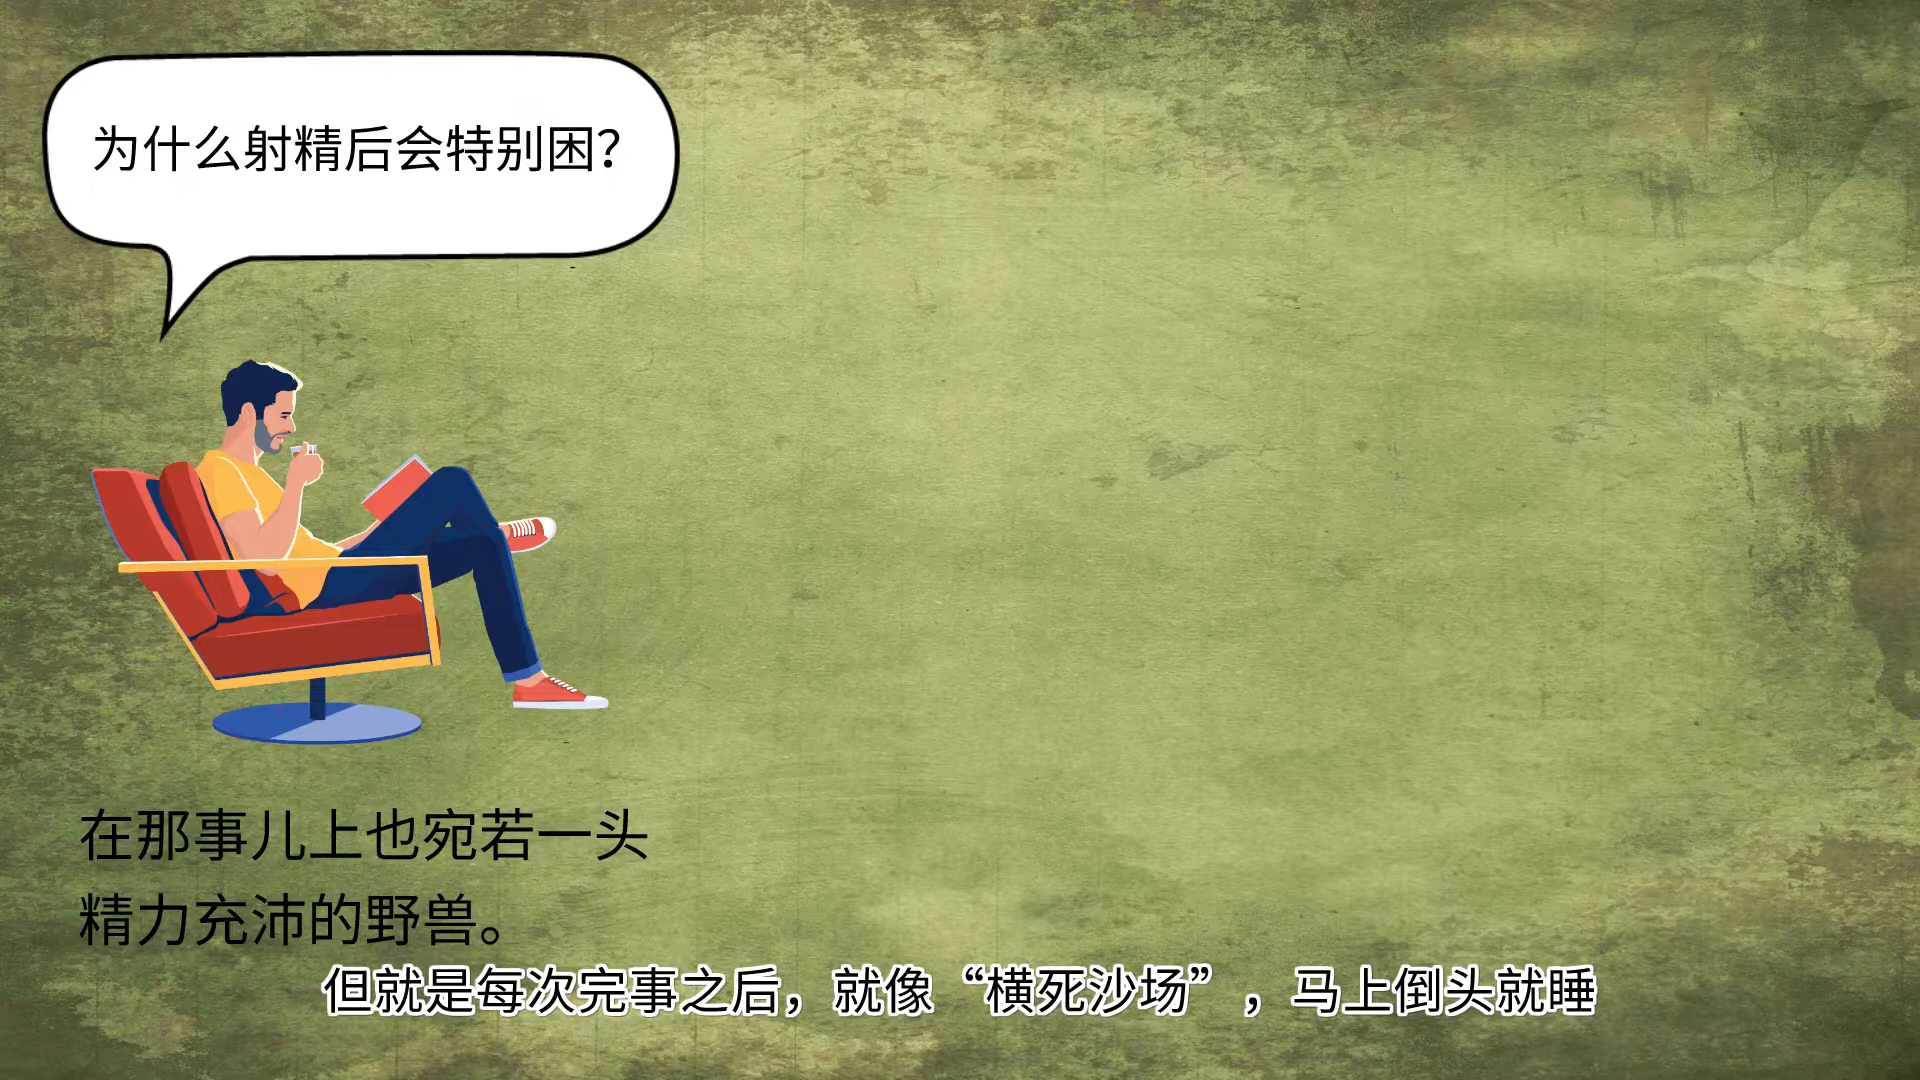 为什么射精后会特别困？
在那事儿上也宛若一头
精力充沛的野兽。
但就是每次完事之后，就像“横死沙场”，马上倒头就睡